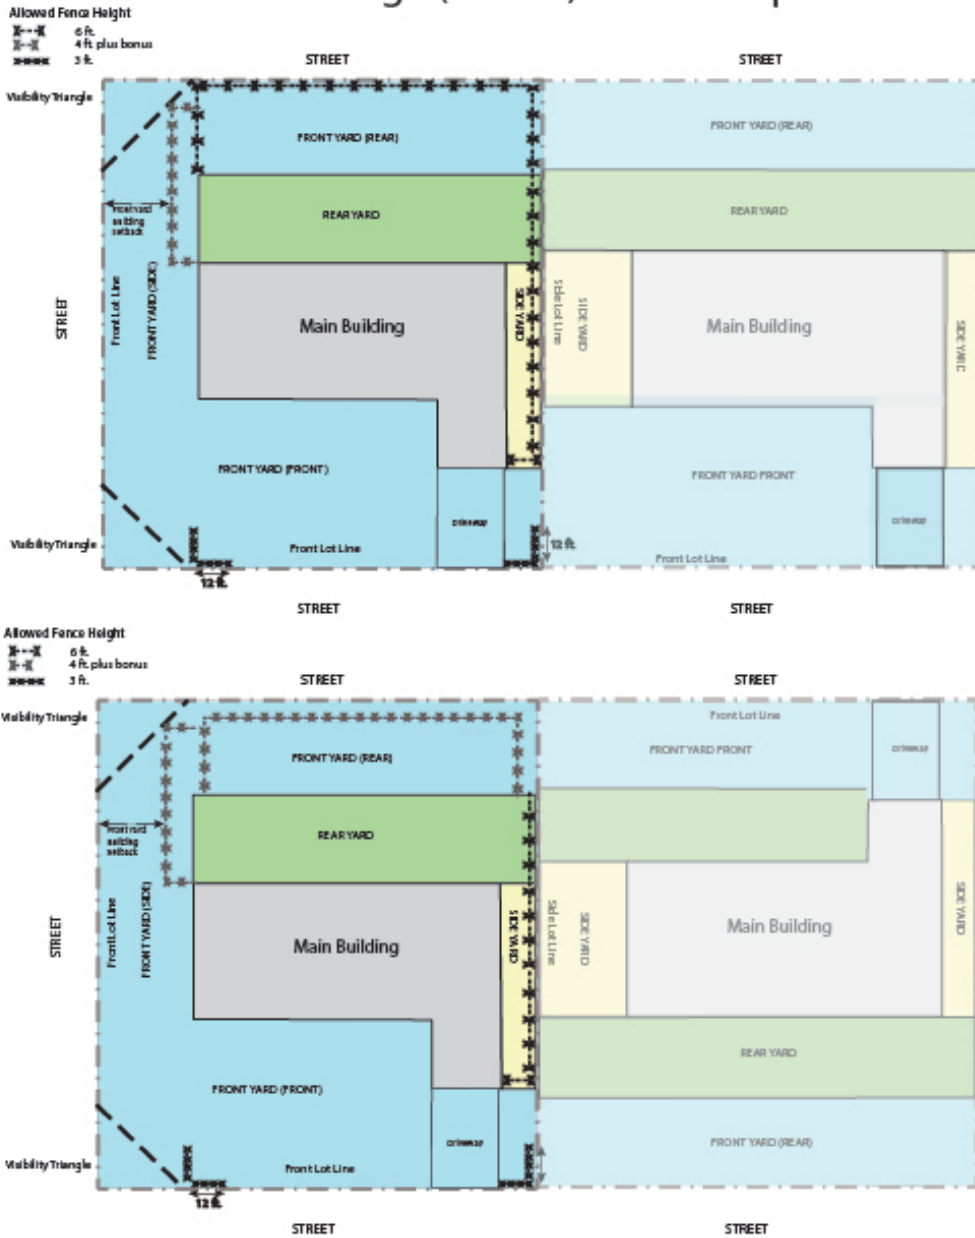 Allowed Fence Height
6 ft.
4 ft. plus bonus
3 ft.
STREET
STREET
Visibility Triangle
FRONT YARD (REAR)
FRONT YARD (REAR)
REAR YARD
REAR YARD
Front yard
building
setback
STREET
Front Lot Line
FRONT YARD (SIDE)
Main Building
SIDE YARD
Side Lot Line
SIDE YARD
Main Building
SIDE YARD
FRONT YARD (FRONT)
FRONT YARD FRONT
Driveway
Driveway
Visibility Triangle
Front Lot Line
12 ft.
Front Lot Line
12 ft.
STREET
STREET
Allowed Fence Height
6 ft.
4 ft. plus bonus
3 ft.
STREET
STREET
Visibility Triangle
Front Lot Line
FRONT YARD (REAR)
FRONT YARD FRONT
Driveway
REAR YARD
Front yard
building
setback
STREET
Front Lot Line
FRONT YARD (SIDE)
Main Building
SIDE YARD
Side Lot Line
SIDE YARD
Main Building
SIDE YARD
REAR YARD
FRONT YARD (FRONT)
Driveway
FRONT YARD (REAR)
Visibility Triangle
Front Lot Line
12 ft.
STREET
STREET